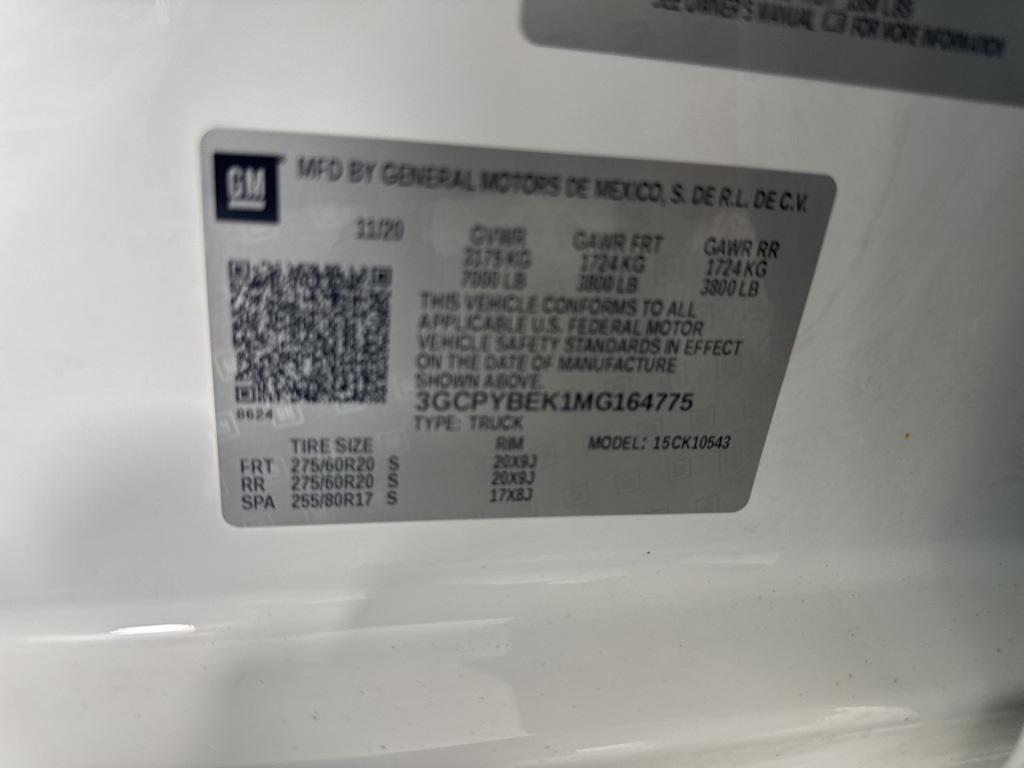 LBS
SEE OWNER'S MANUAL FOR MORE INFORMATION
GM
MFD BY GENERAL MOTORS DE MEXICO, S. DE R.L. DE C.V.
11/20 GVWR GAWR FRT GAWR RR
3175 KG 1724 KG 1724 KG
7000 LB 3800 LB 3800 LB
THIS VEHICLE CONFORMS TO ALL
APPLICABLE U.S. FEDERAL MOTOR
VEHICLE SAFETY STANDARDS IN EFFECT
ON THE DATE OF MANUFACTURE
SHOWN ABOVE.
8624
3GCPYBEK1MG164775
TYPE: TRUCK
TIRE SIZE RIM MODEL: 15CK10543
FRT 275/60R20 S 20X9J
RR 275/60R20 S 20X9J
SPA 255/80R17 S 17X8J